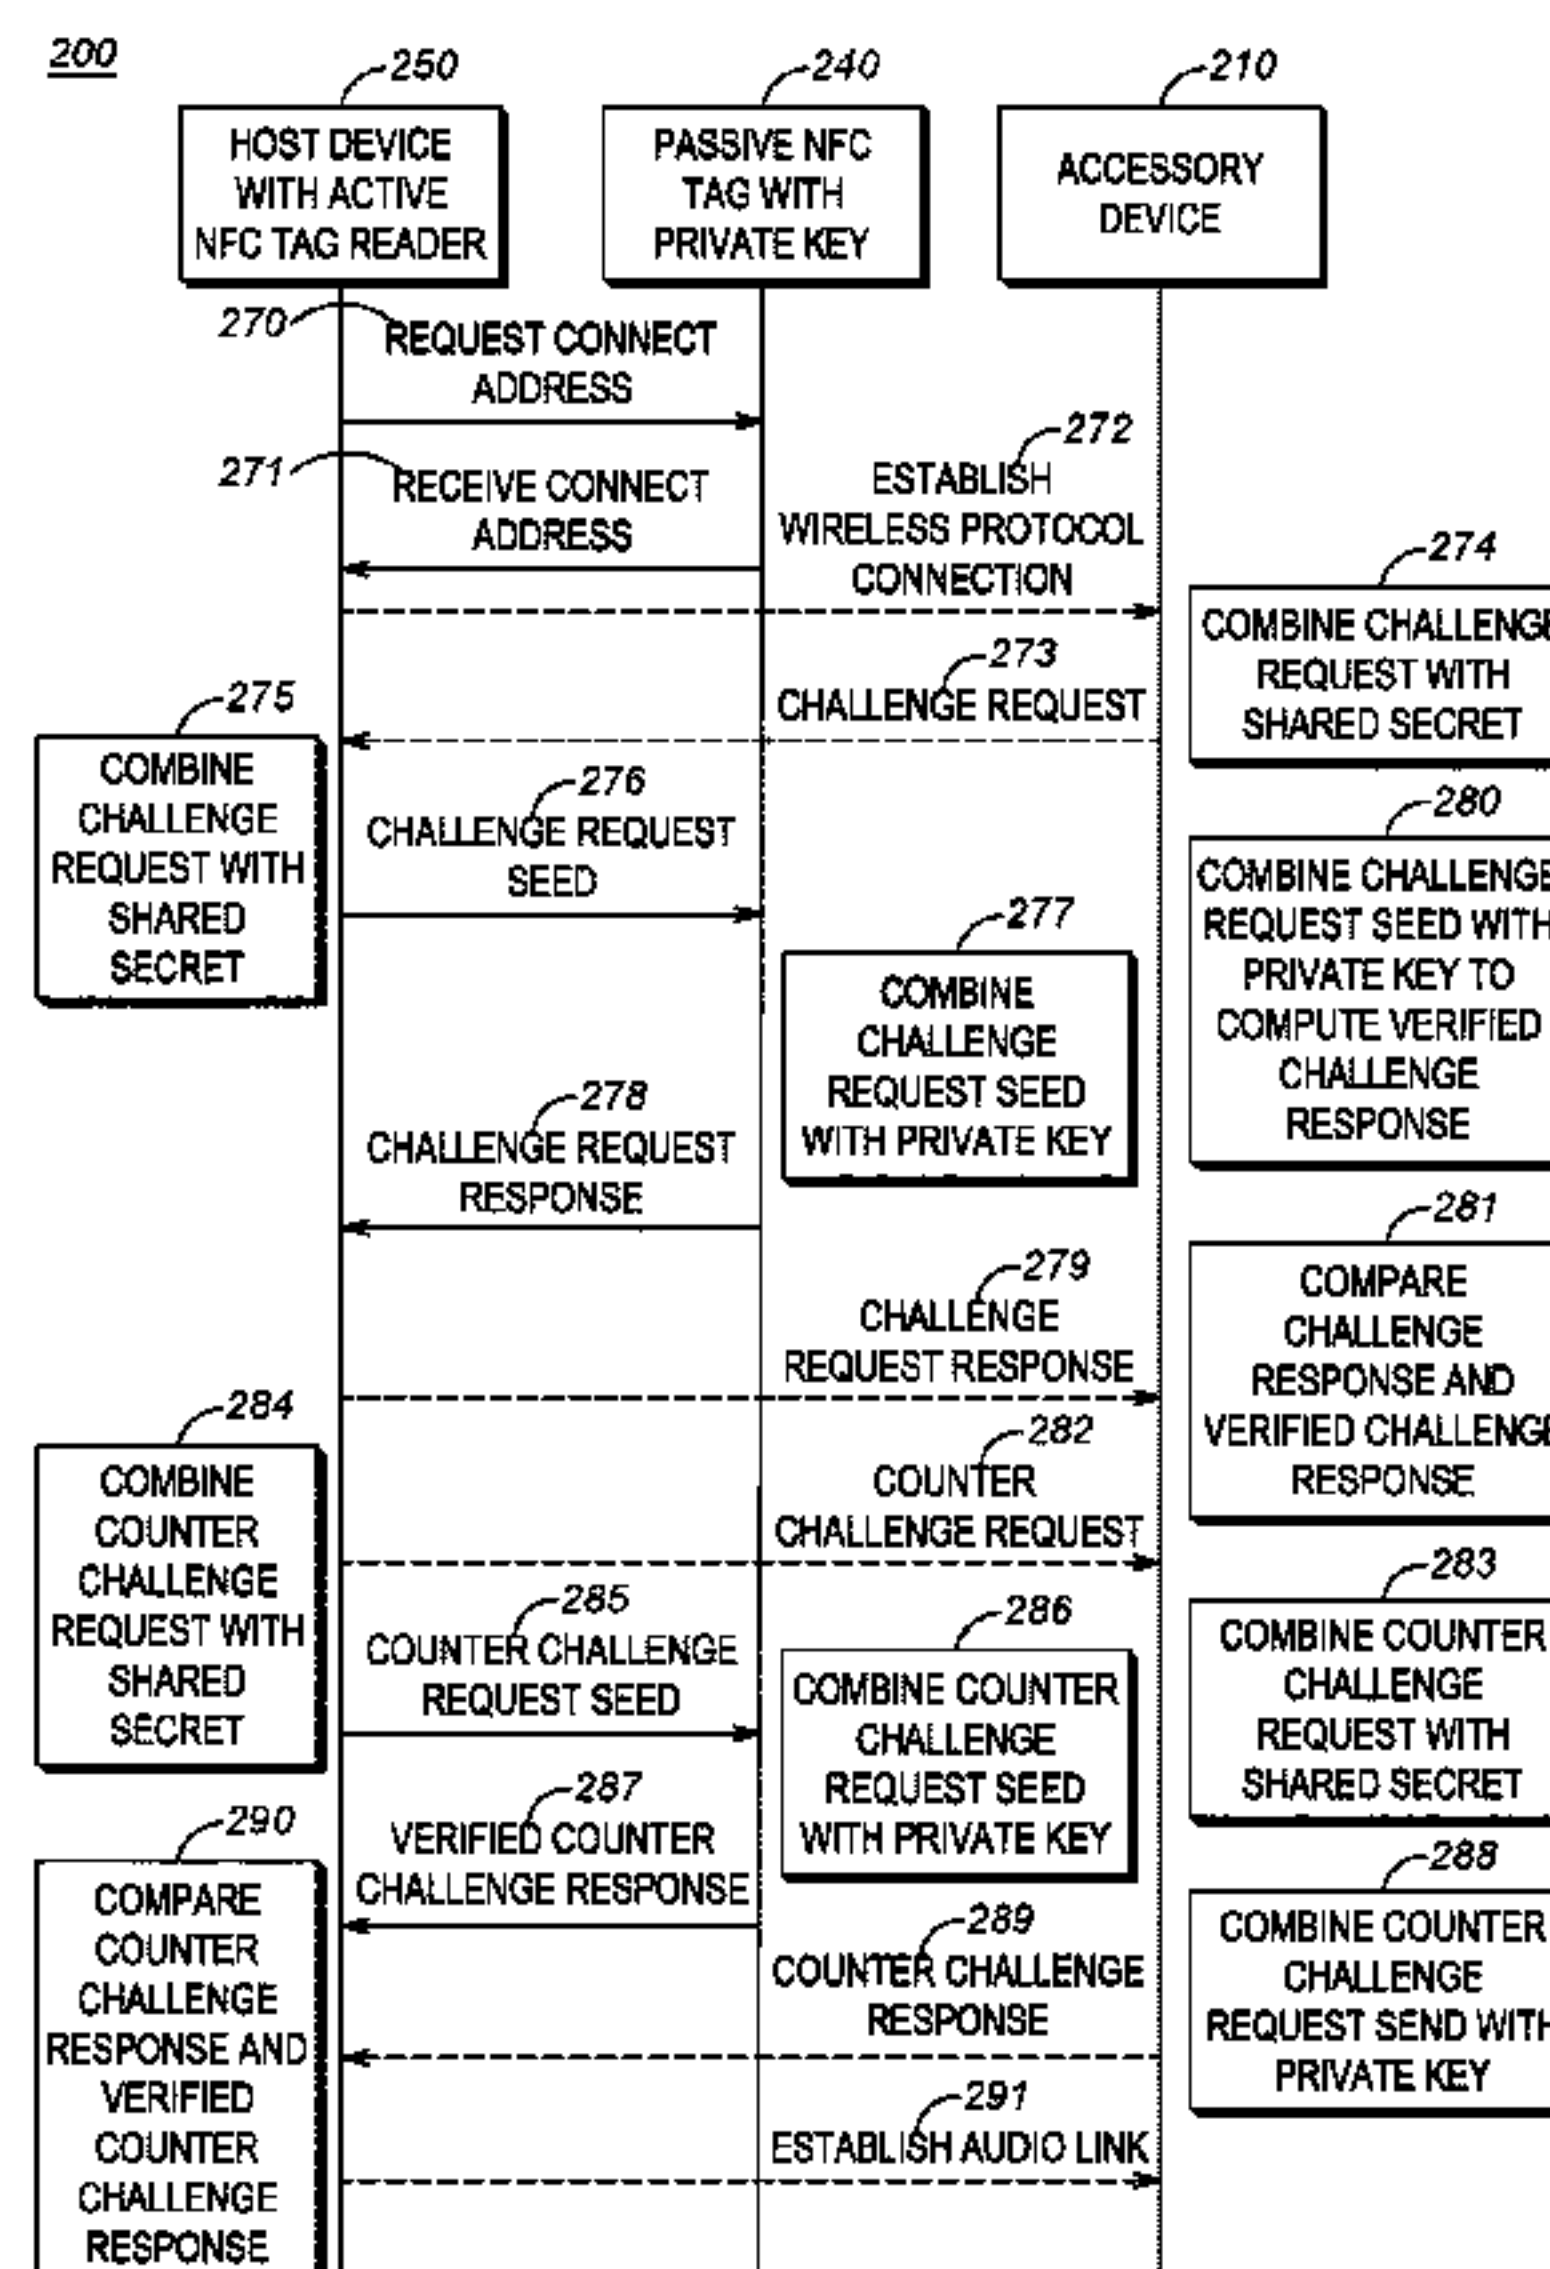 200
250
240
210
HOST DEVICE
WITH ACTIVE
NFC TAG READER
PASSIVE NFC
TAG WITH
PRIVATE KEY
ACCESSORY
DEVICE
270
REQUEST CONNECT
ADDRESS
271
RECEIVE CONNECT
ADDRESS
272
ESTABLISH
WIRELESS PROTOCOL
CONNECTION
273
CHALLENGE REQUEST
274
COMBINE CHALLENGE
REQUEST WITH
SHARED SECRET
275
COMBINE
CHALLENGE
REQUEST WITH
SHARED
SECRET
276
CHALLENGE REQUEST
SEED
277
COMBINE
CHALLENGE
REQUEST SEED
WITH PRIVATE KEY
278
CHALLENGE REQUEST
RESPONSE
279
CHALLENGE
REQUEST RESPONSE
280
COMBINE CHALLENGE
REQUEST SEED WITH
PRIVATE KEY TO
COMPUTE VERIFIED
CHALLENGE
RESPONSE
281
COMPARE
CHALLENGE
RESPONSE AND
VERIFIED CHALLENGE
RESPONSE
282
COUNTER
CHALLENGE REQUEST
283
COMBINE COUNTER
CHALLENGE
REQUEST WITH
SHARED SECRET
284
COMBINE
COUNTER
CHALLENGE
REQUEST WITH
SHARED
SECRET
285
COUNTER CHALLENGE
REQUEST SEED
286
COMBINE COUNTER
CHALLENGE
REQUEST SEED
WITH PRIVATE KEY
287
VERIFIED COUNTER
CHALLENGE RESPONSE
288
COMBINE COUNTER
CHALLENGE
REQUEST SEND WITH
PRIVATE KEY
289
COUNTER CHALLENGE
RESPONSE
290
COMPARE
COUNTER
CHALLENGE
RESPONSE AND
VERIFIED
COUNTER
CHALLENGE
RESPONSE
291
ESTABLISH AUDIO LINK